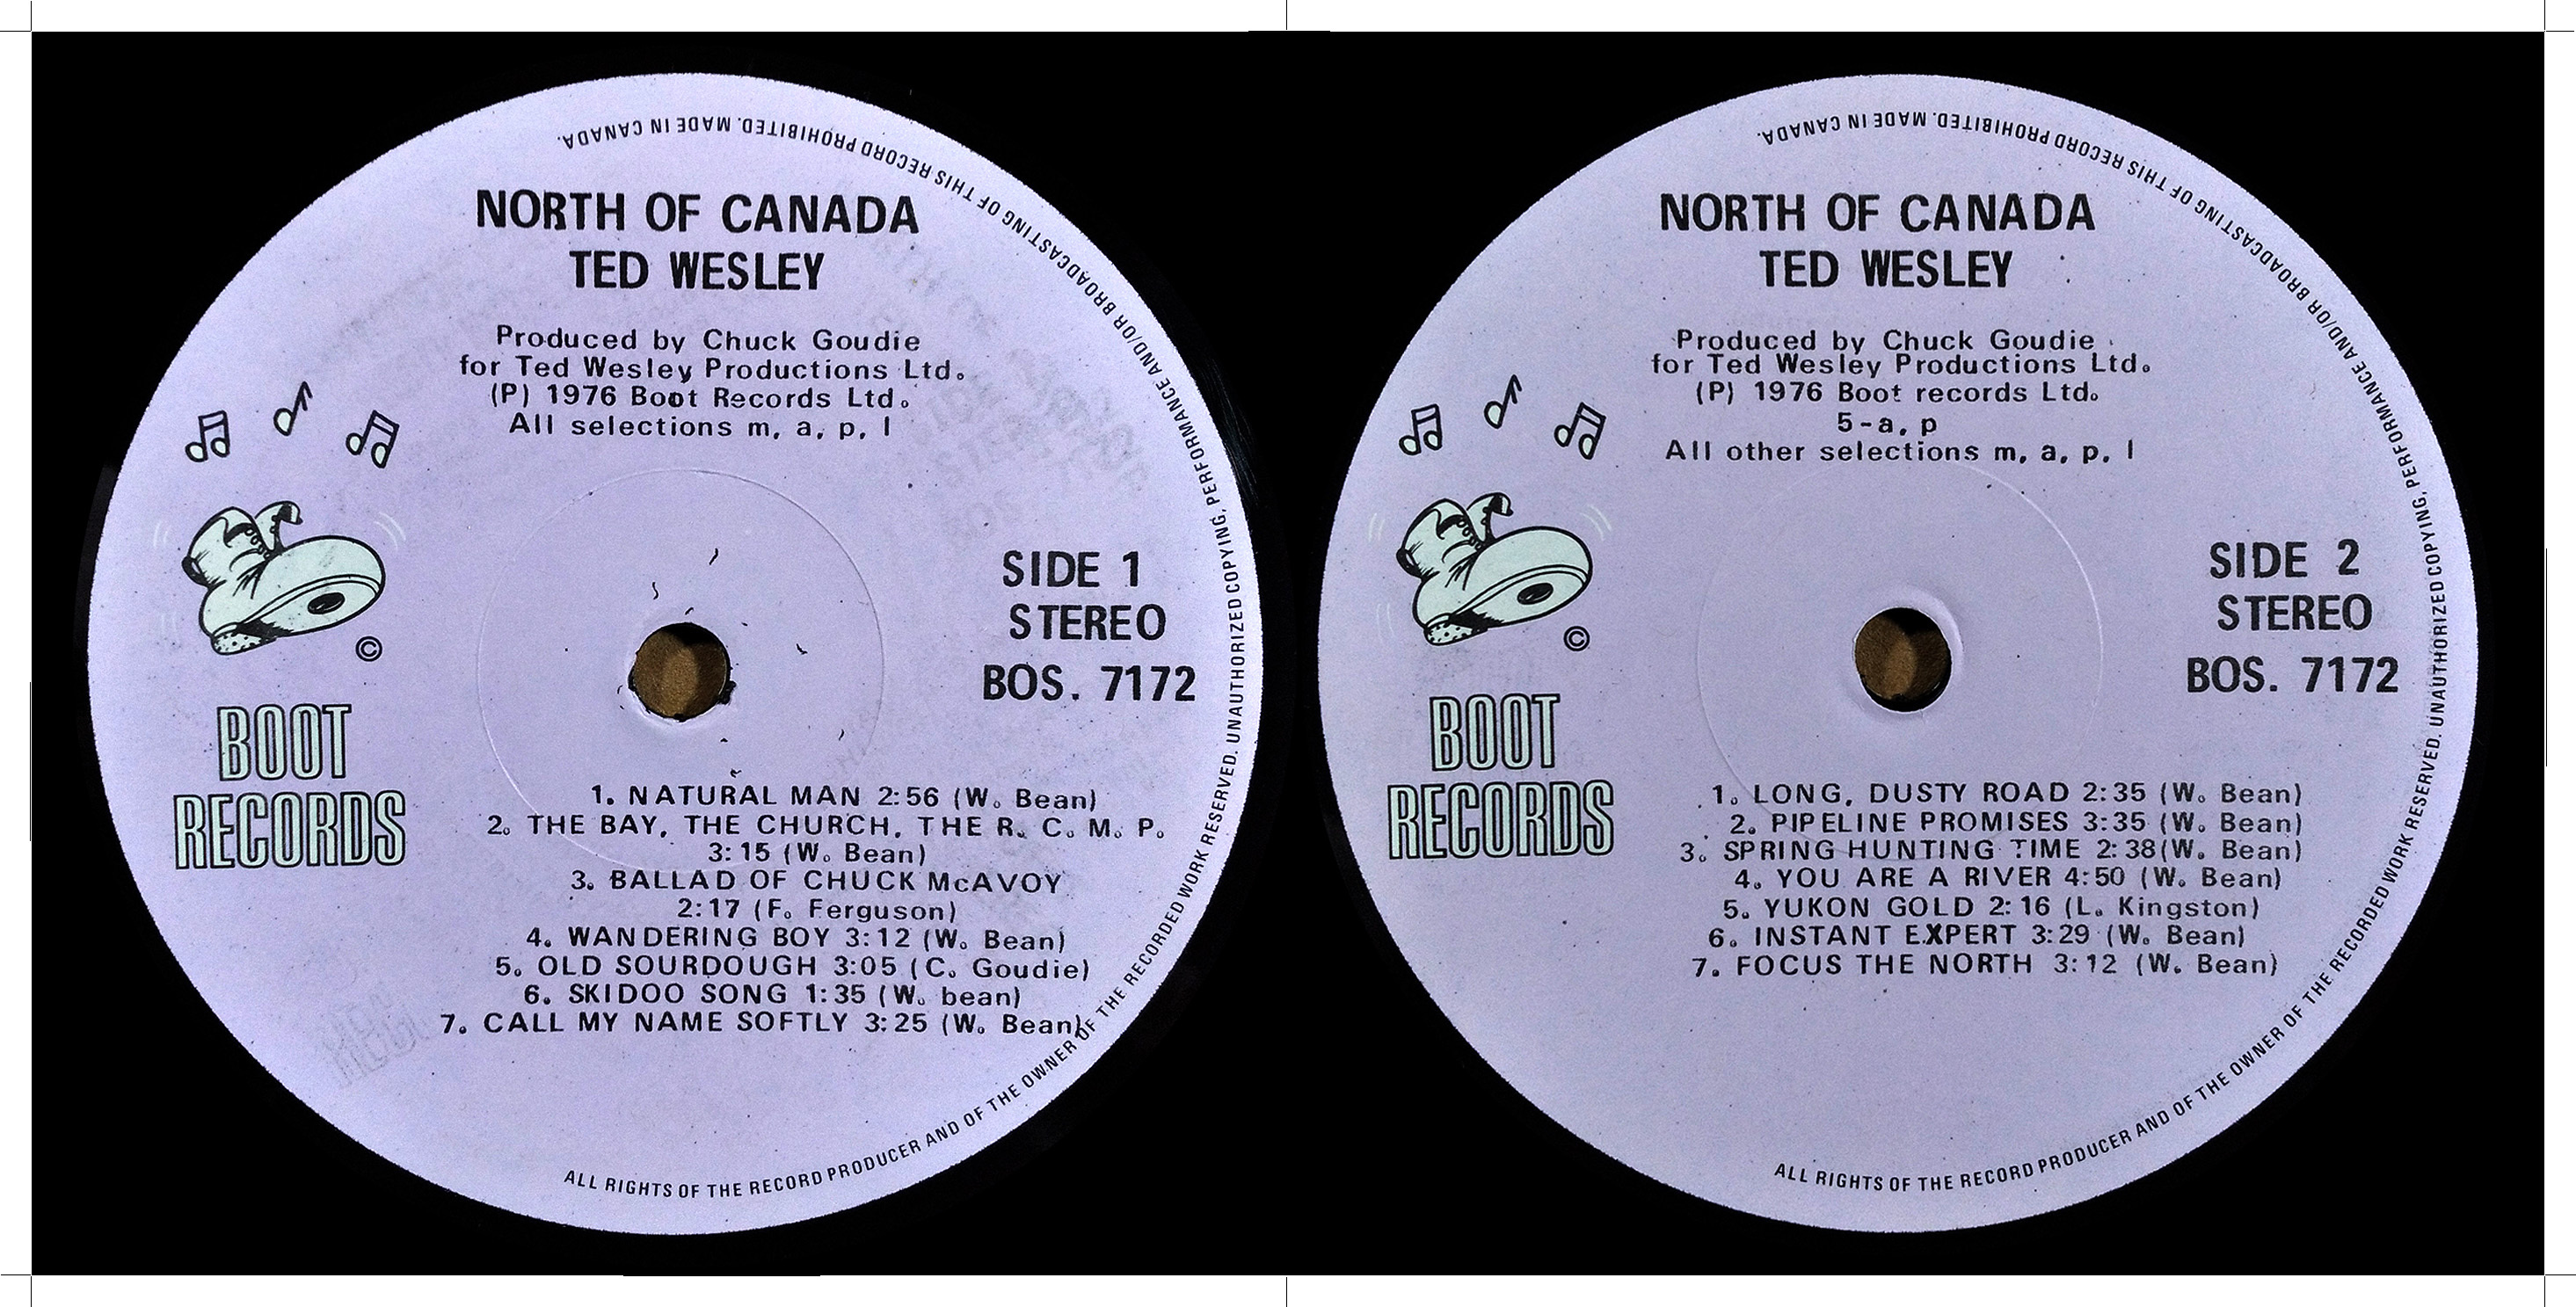 NORTH OF CANADA
TED WESLEY
Produced by Chuck Goudie
for Ted Wesley Productions Ltd.
(P) 1976 Boot Records Ltd.
All selections m, a, p, l
©
BOOT
RECORDS
SIDE 1
STEREO
BOS. 7172
1. NATURAL MAN 2:56 (W. Bean)
2. THE BAY, THE CHURCH, THE R. C. M. P.
3:15 (W. Bean)
3. BALLAD OF CHUCK McAVOY
2:17 (F. Ferguson)
4. WANDERING BOY 3:12 (W. Bean)
5. OLD SOURDOUGH 3:05 (C. Goudie)
6. SKIDOO SONG 1:35 (W. bean)
7. CALL MY NAME SOFTLY 3:25 (W. Bean)
ALL RIGHTS OF THE RECORD PRODUCER AND OF THE OWNER OF THE RECORDED WORK RESERVED. UNAUTHORIZED COPYING, PERFORMANCE AND/OR BROADCASTING OF THIS RECORD PROHIBITED. MADE IN CANADA.
NORTH OF CANADA
TED WESLEY
Produced by Chuck Goudie
for Ted Wesley Productions Ltd.
(P) 1976 Boot records Ltd.
5-a, p
All other selections m, a, p, l
©
BOOT
RECORDS
SIDE 2
STEREO
BOS. 7172
1. LONG, DUSTY ROAD 2:35 (W. Bean)
2. PIPELINE PROMISES 3:35 (W. Bean)
3. SPRING HUNTING TIME 2:38(W. Bean)
4. YOU ARE A RIVER 4:50 (W. Bean)
5. YUKON GOLD 2:16 (L. Kingston)
6. INSTANT EXPERT 3:29 (W. Bean)
7. FOCUS THE NORTH 3:12 (W. Bean)
ALL RIGHTS OF THE RECORD PRODUCER AND OF THE OWNER OF THE RECORDED WORK RESERVED. UNAUTHORIZED COPYING, PERFORMANCE AND/OR BROADCASTING OF THIS RECORD PROHIBITED. MADE IN CANADA.